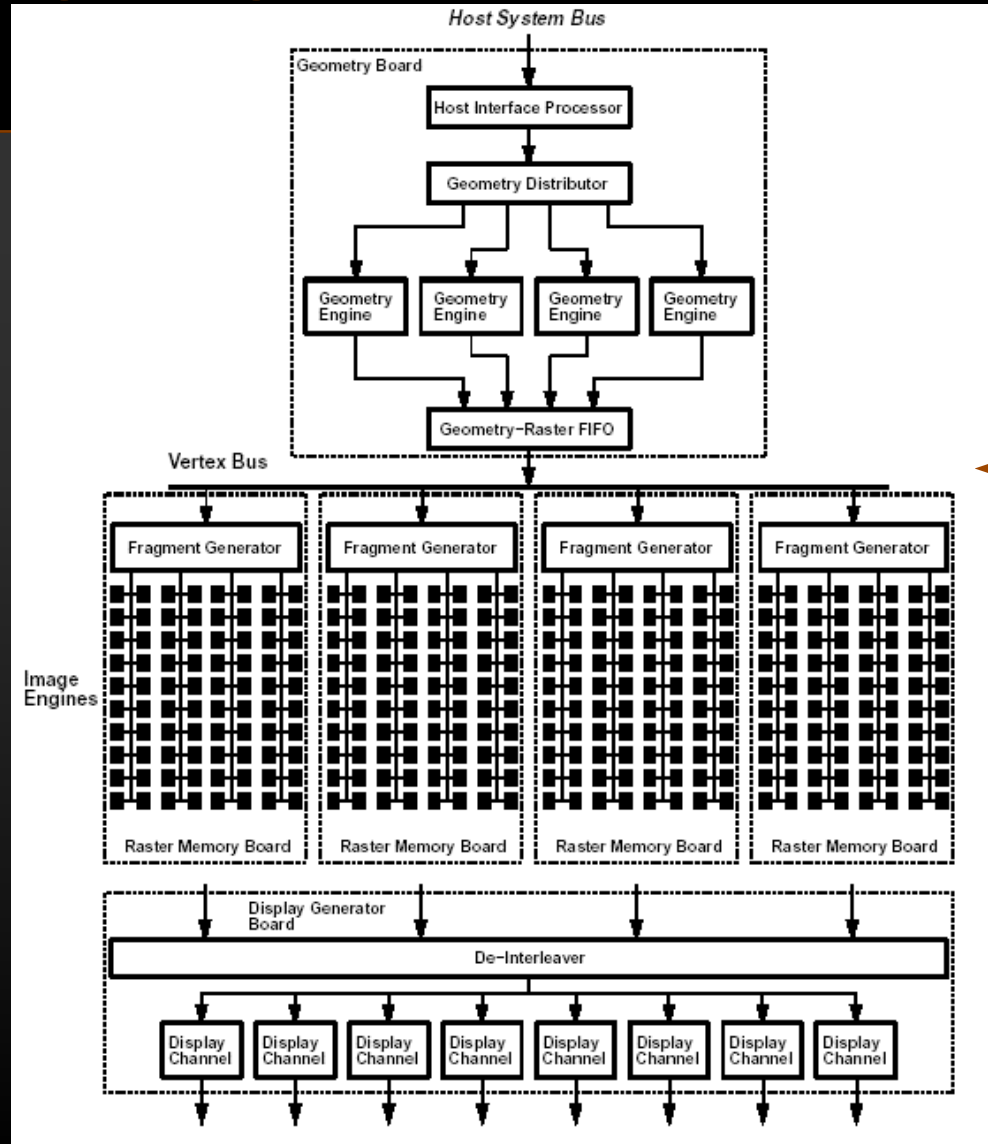 Host System Bus
Geometry Board
Host Interface Processor
Geometry Distributor
Geometry
Engine
Geometry
Engine
Geometry
Engine
Geometry
Engine
Geometry-Raster FIFO
Vertex Bus
Fragment Generator
Fragment Generator
Fragment Generator
Fragment Generator
Image
Engines
Raster Memory Board
Raster Memory Board
Raster Memory Board
Raster Memory Board
Display Generator
Board
De-Interleaver
Display
Channel
Display
Channel
Display
Channel
Display
Channel
Display
Channel
Display
Channel
Display
Channel
Display
Channel